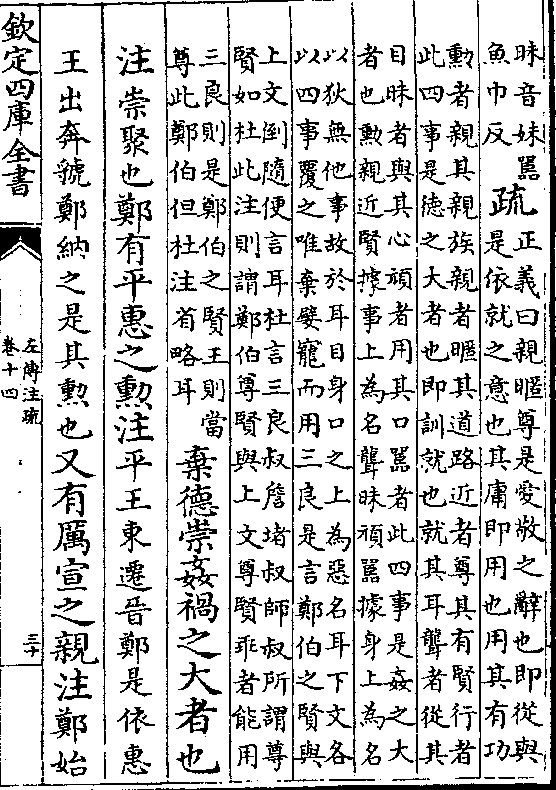 昧音妹嚚
魚巾反
疏
正義曰親暱尊是愛敬之辭也即從與
是依就之意也其庸即用也用其有功
勲者親其親族親者暱其道路近者尊其有賢行者
此四事是德之大者也即訓就也就其耳聾者從其
目昧者與其心頑者用其口嚚者此四事是姦之大
者也勲親近賢據事上為名聾昧頑嚚據身上為名
以狄無他事故於耳目身口之上為惡名耳下文各
以四事覆之唯棄嬖寵而用三良是言鄭伯之賢與
上文倒隨便言耳杜言三良叔詹堵叔師叔所謂尊
賢如杜此注則謂鄭伯尊賢與上文尊賢乖者能用
三良則是鄭伯之賢王則當
尊此鄭伯但杜注省略耳
棄德崇姦禍之大者也
注崇聚也鄭有平惠之勲注平王東遷晉鄭是依惠
王出奔虢鄭納之是其勲也又有厲宣之親注鄭始
欽定四庫全書
左傳注疏
卷十四
三十